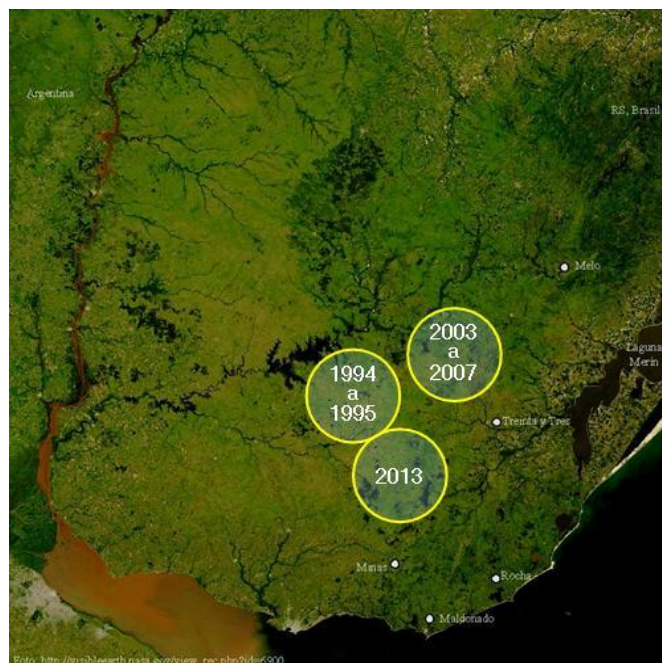 Argentina
RS, Brasil
Melo
2003
a
2007
Laguna
Merin
1994
a
1995
Treinta y Tres
2013
Minas
Rocha
Maldonado
Foto: http://visibleearth.nasa.gov/view_rec.php?id=6900